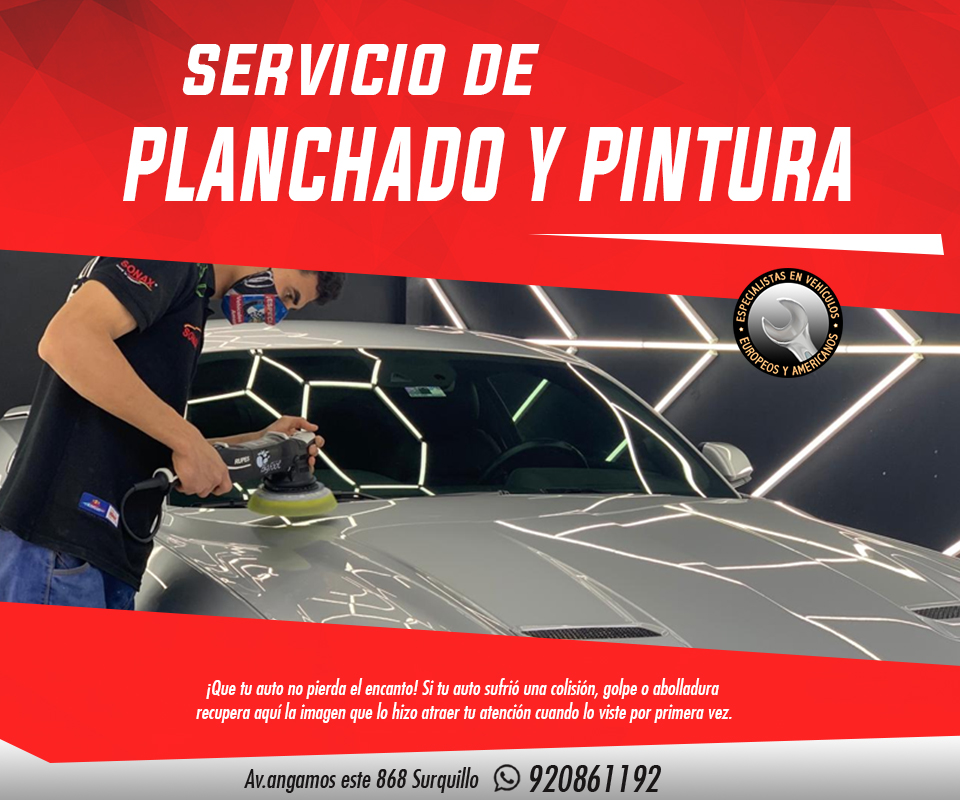 SERVICIO DE
PLANCHADO Y PINTURA
SONAX
ESPECIALISTAS EN VEHÍCULOS
EUROPEOS Y AMERICANOS
RUPES
¡Que tu auto no pierda el encanto! Si tu auto sufrió una colisión, golpe o abolladura
recupera aquí la imagen que lo hizo atraer tu atención cuando lo viste por primera vez.
Av.angamos este 868 Surquillo 920861192